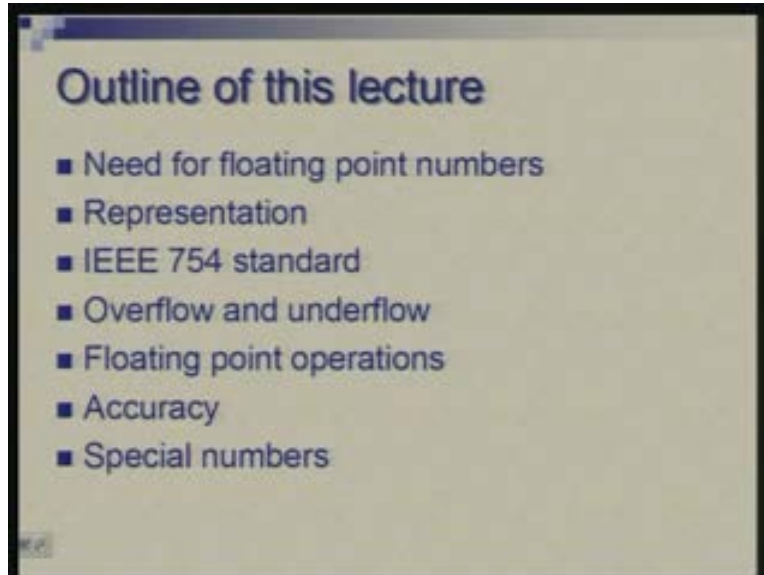 Outline of this lecture
Need for floating point numbers
Representation
IEEE 754 standard
Overflow and underflow
Floating point operations
Accuracy
Special numbers